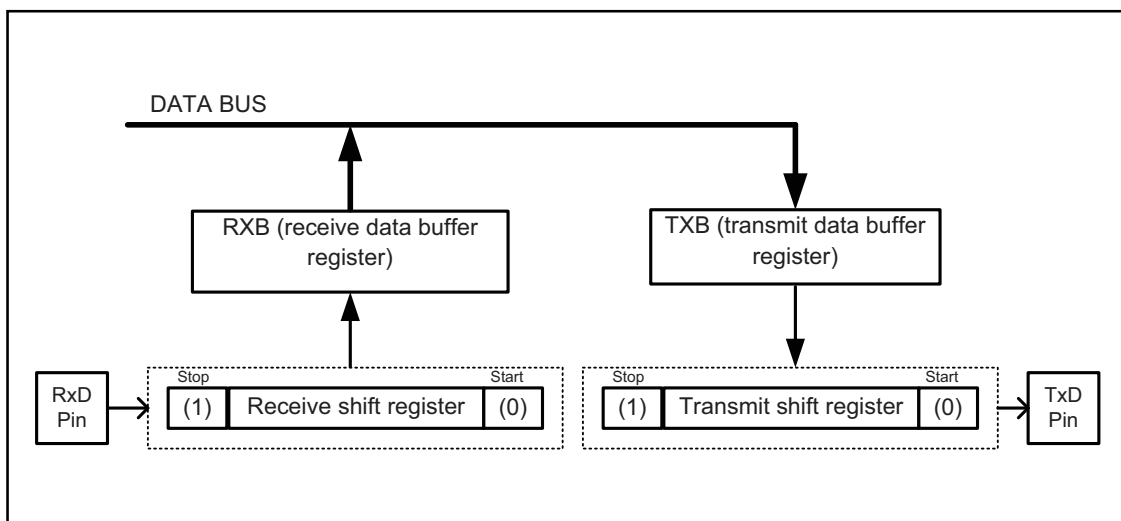 DATA BUS
RXB (receive data buffer
register)
TXB (transmit data buffer
register)
Stop
Start
Stop
Start
RxD
Pin
(1)
Receive shift register
(0)
(1)
Transmit shift register
(0)
TxD
Pin